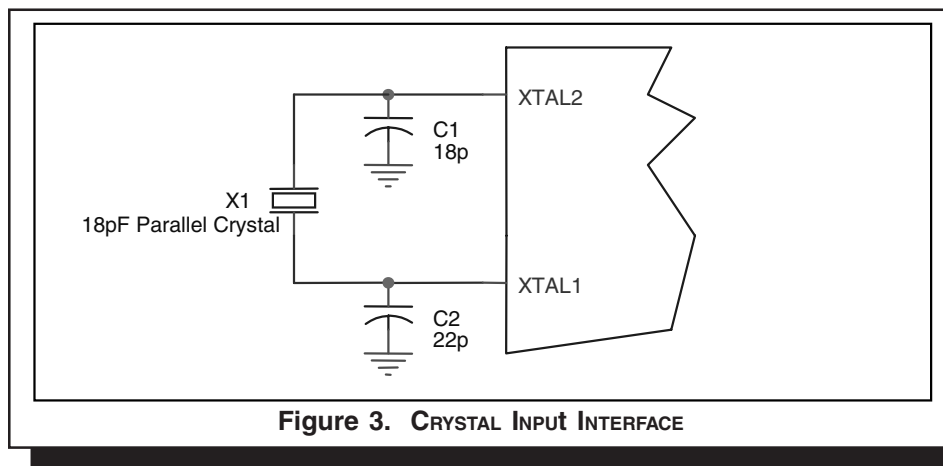 XTAL2
C1
18p
X1
18pF Parallel Crystal
XTAL1
C2
22p
Figure 3. CRYSTAL INPUT INTERFACE